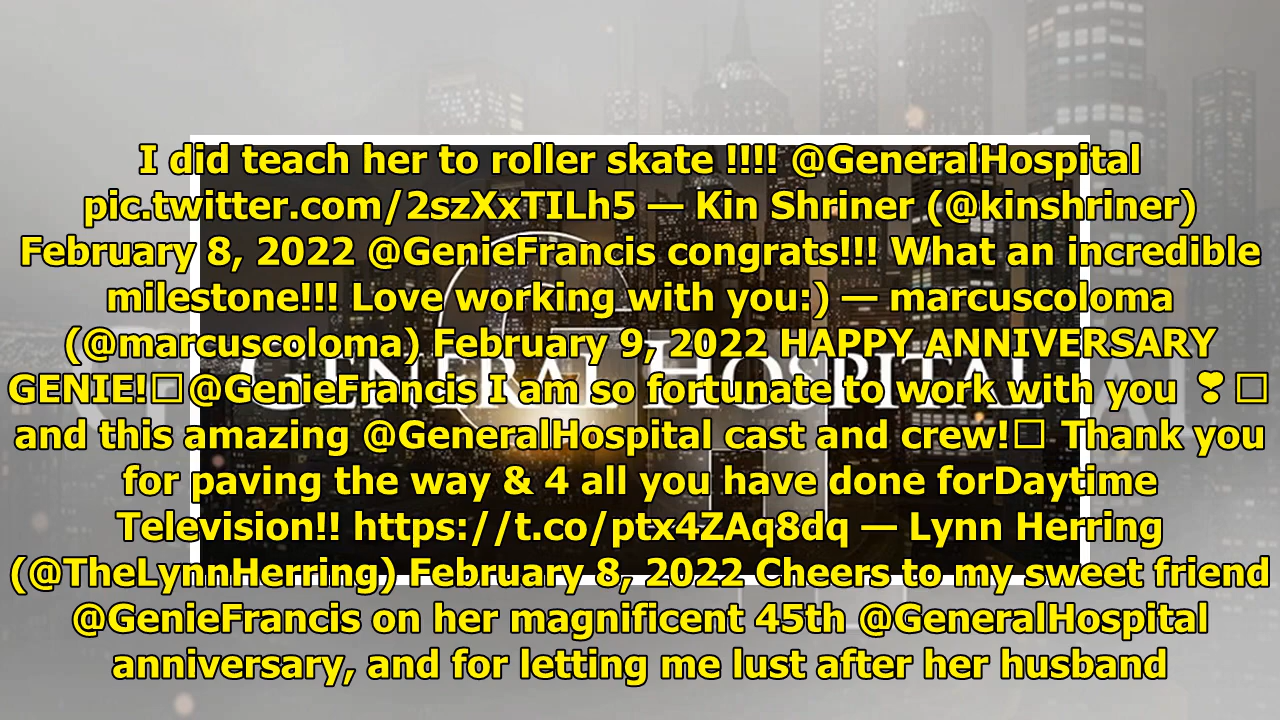 I did teach her to roller skate !!!! @GeneralHospital
pic.twitter.com/2szXxTILh5 — Kin Shriner (@kinshriner)
February 8, 2022 @GenieFrancis congrats!!! What an incredible
milestone!!! Love working with you:) — marcuscoloma
(@marcuscoloma) February 9, 2022 HAPPY ANNIVERSARY
GENIE!□@GenieFrancis I am so fortunate to work with you ❣□
and this amazing @GeneralHospital cast and crew!□ Thank you
for paving the way & 4 all you have done forDaytime
Television!! https://t.co/ptx4ZAq8dq — Lynn Herring
(@TheLynnHerring) February 8, 2022 Cheers to my sweet friend
@GenieFrancis on her magnificent 45th @GeneralHospital
anniversary, and for letting me lust after her husband
GENERAL HOSPITAL